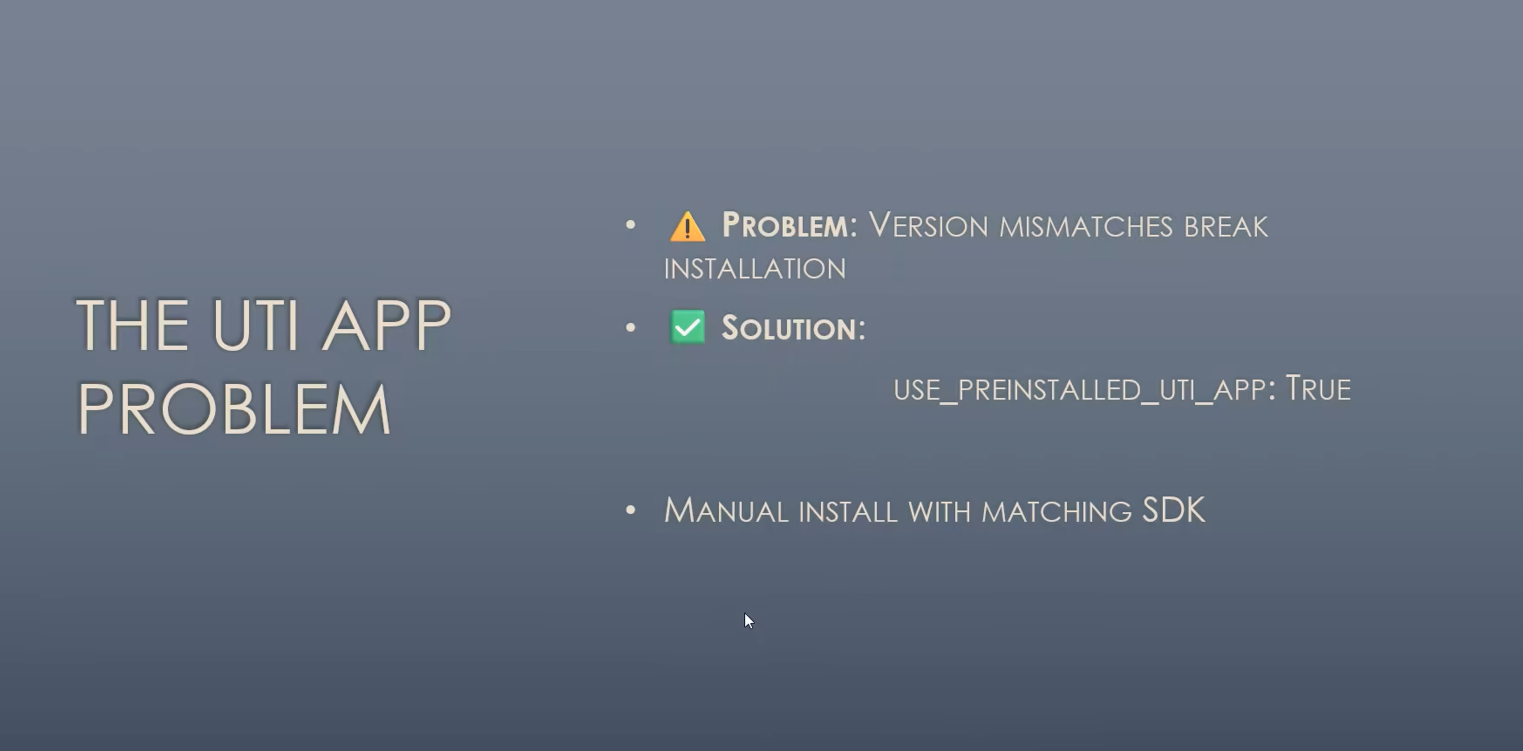 THE UTI APP
PROBLEM
• ⚠️ Problem: Version mismatches break
installation
• ✅ Solution:
use_preinstalled_uti_app: True
• Manual install with matching SDK